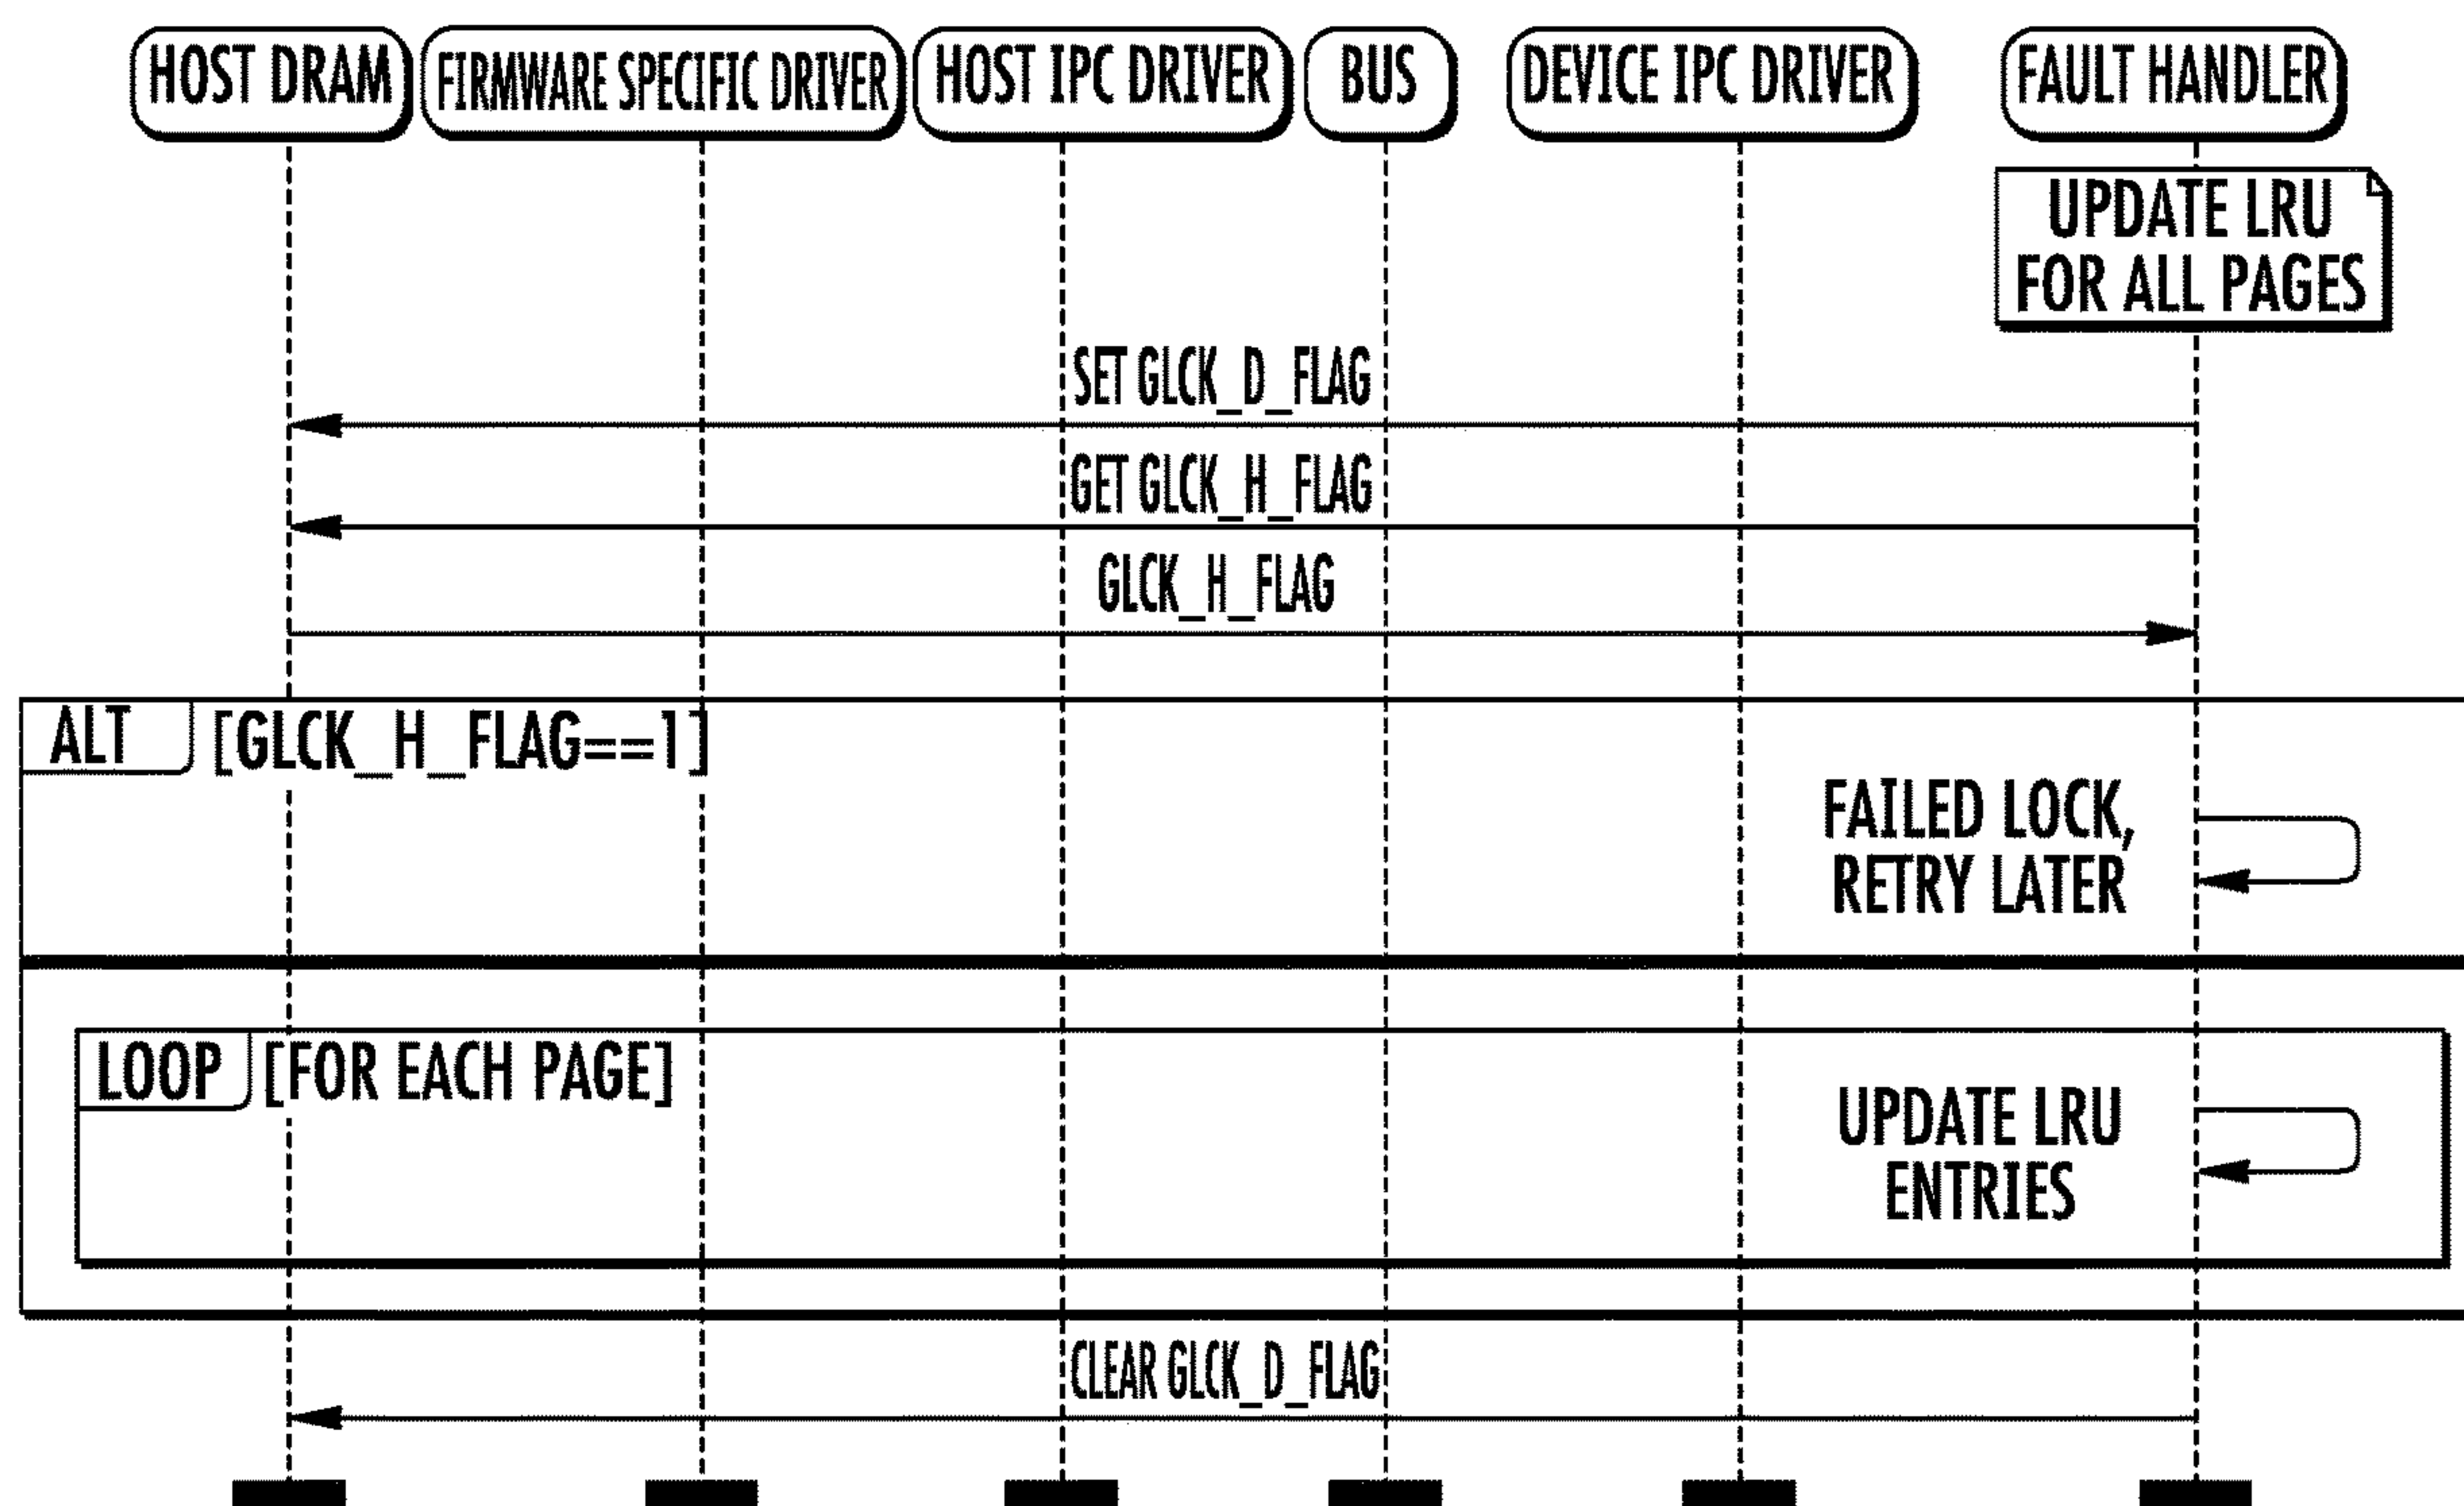 HOST DRAM
FIRMWARE SPECIFIC DRIVER
HOST IPC DRIVER
BUS
DEVICE IPC DRIVER
FAULT HANDLER
UPDATE LRU
FOR ALL PAGES
SET GLCK_D_FLAG
GET GLCK_H_FLAG
GLCK_H_FLAG
ALT
[GLCK_H_FLAG==1]
FAILED LOCK,
RETRY LATER
LOOP
[FOR EACH PAGE]
UPDATE LRU
ENTRIES
CLEAR GLCK_D_FLAG